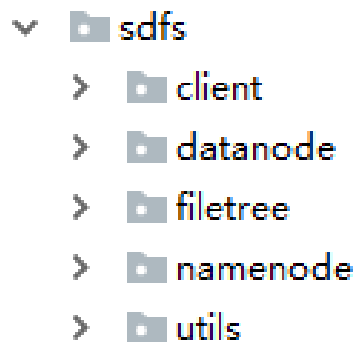 sdfs
client
datanode
filetree
namenode
utils